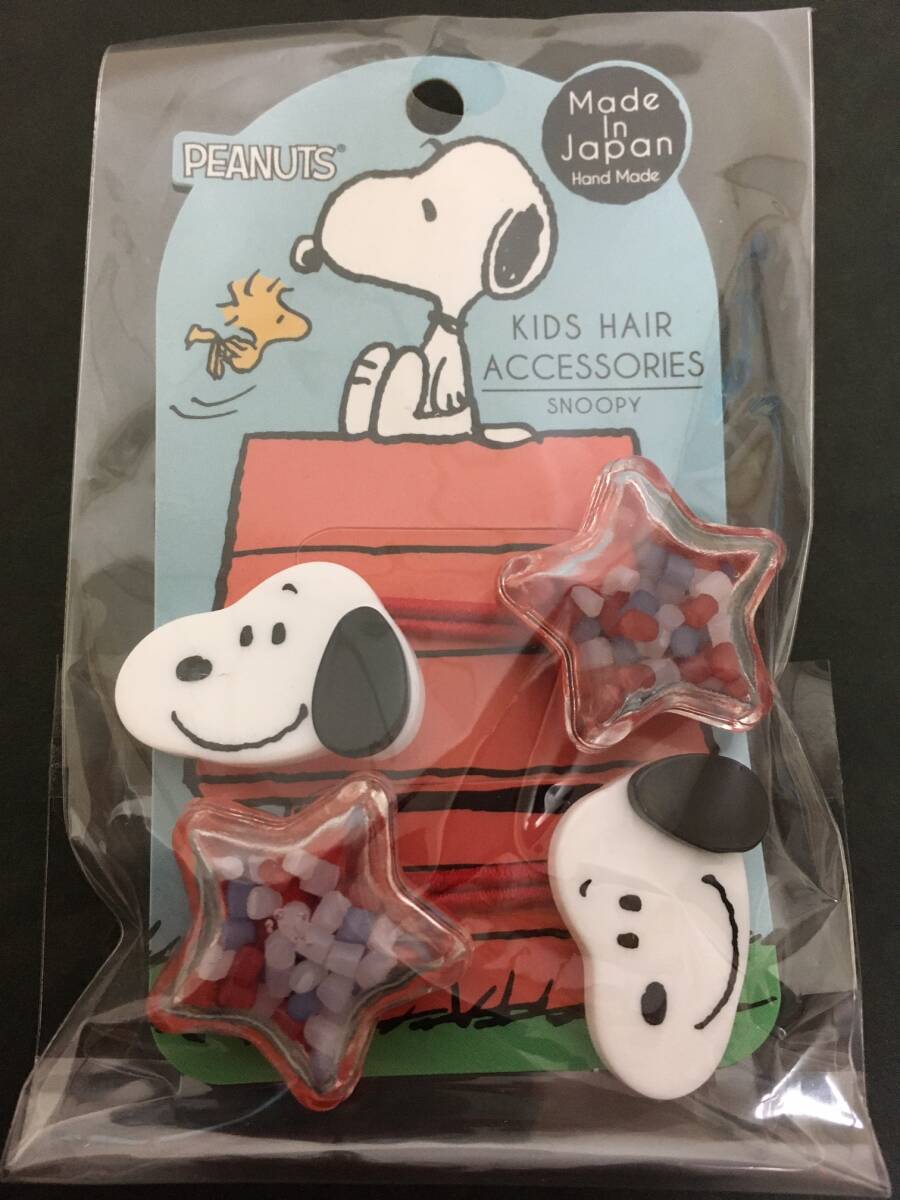 Made
In
Japan
Hand Made
PEANUTS®
KIDS HAIR
ACCESSORIES
SNOOPY